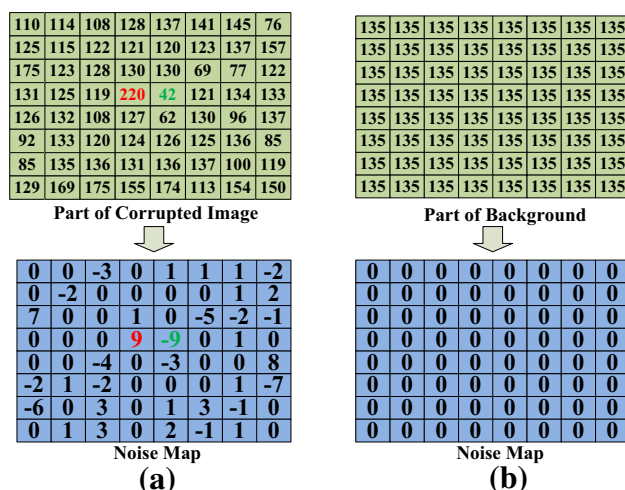 110 114 108 128 137 141 145 76
125 115 122 121 120 123 137 157
175 123 128 130 130 69 77 122
131 125 119 220 42 121 134 133
126 132 108 127 62 130 96 137
92 133 120 124 126 125 136 85
85 135 136 131 136 137 100 119
129 169 175 155 174 113 154 150
Part of Corrupted Image
0 0 -3 0 1 1 1 -2
0 -2 0 0 0 0 1 2
7 0 0 1 0 -5 -2 -1
0 0 0 9 -9 0 1 0
0 0 -4 0 -3 0 0 8
-2 1 -2 0 0 0 1 -7
-6 0 3 0 1 3 -1 0
0 1 3 0 2 -1 1 0
Noise Map
(a)
135 135 135 135 135 135 135 135
135 135 135 135 135 135 135 135
135 135 135 135 135 135 135 135
135 135 135 135 135 135 135 135
135 135 135 135 135 135 135 135
135 135 135 135 135 135 135 135
135 135 135 135 135 135 135 135
135 135 135 135 135 135 135 135
Part of Background
0 0 0 0 0 0 0 0
0 0 0 0 0 0 0 0
0 0 0 0 0 0 0 0
0 0 0 0 0 0 0 0
0 0 0 0 0 0 0 0
0 0 0 0 0 0 0 0
0 0 0 0 0 0 0 0
0 0 0 0 0 0 0 0
Noise Map
(b)